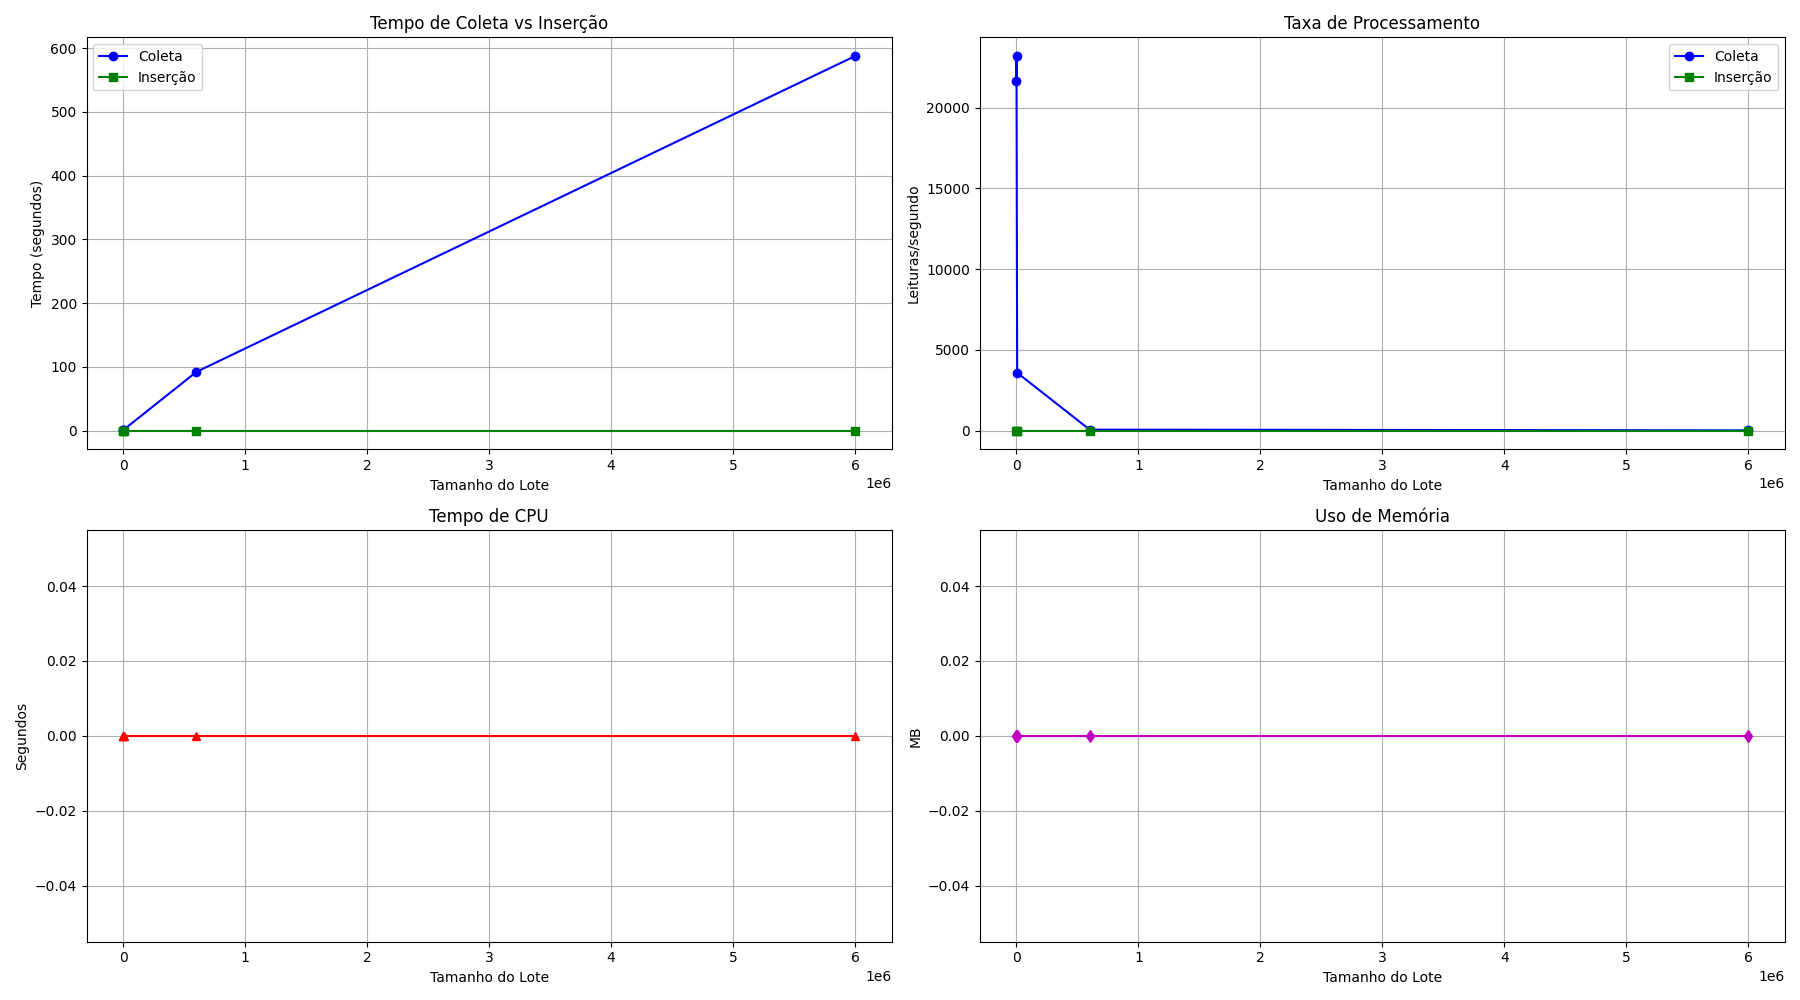 Tempo de Coleta vs Inserção
Coleta
Inserção
Tempo (segundos)
600
500
400
300
200
100
0
0 1 2 3 4 5 6
1e6
Tamanho do Lote
Taxa de Processamento
Coleta
Inserção
Leituras/segundo
20000
15000
10000
5000
0
0 1 2 3 4 5 6
1e6
Tamanho do Lote
Tempo de CPU
Segundos
0.04
0.02
0.00
−0.02
−0.04
0 1 2 3 4 5 6
1e6
Tamanho do Lote
Uso de Memória
MB
0.04
0.02
0.00
−0.02
−0.04
0 1 2 3 4 5 6
1e6
Tamanho do Lote